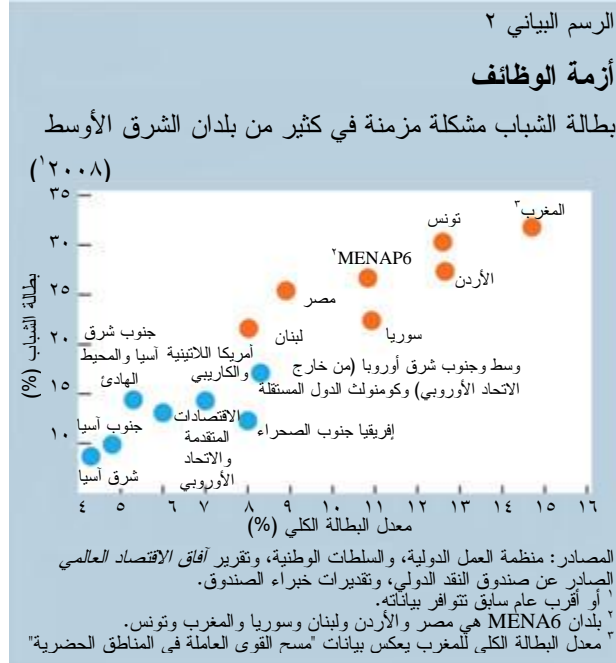 الرسم البياني ٢
أزمة الوظائف
بطالة الشباب مشكلة مزمنة في كثير من بلدان الشرق الأوسط
(٢٠٠٨¹)
بطالة الشباب (%)
٣٥
٣٠
٢٥
٢٠
١٥
١٠
المغرب³
تونس
الأردن
MENAP6²
سوريا
مصر
لبنان
وسط وجنوب شرق أوروبا (من خارج
الاتحاد الأوروبي) وكومنولث الدول المستقلة
أمريكا اللاتينية
والكاريبي
جنوب شرق
آسيا والمحيط
الهادئ
إفريقيا جنوب الصحراء
الاقتصادات
المتقدمة
والاتحاد
الأوروبي
جنوب آسيا
شرق آسيا
٤ ٥ ٦ ٧ ٨ ٩ ١٠ ١١ ١٢ ١٣ ١٤ ١٥ ١٦
معدل البطالة الكلي (%)
المصادر: منظمة العمل الدولية، والسلطات الوطنية، وتقرير آفاق الاقتصاد العالمي
الصادر عن صندوق النقد الدولي، وتقديرات خبراء الصندوق.
¹ أو أقرب عام سابق تتوافر بياناته.
² بلدان MENA6 هي مصر والأردن ولبنان وسوريا والمغرب وتونس.
³ معدل البطالة الكلي للمغرب يعكس بيانات "مسح القوى العاملة في المناطق الحضرية"